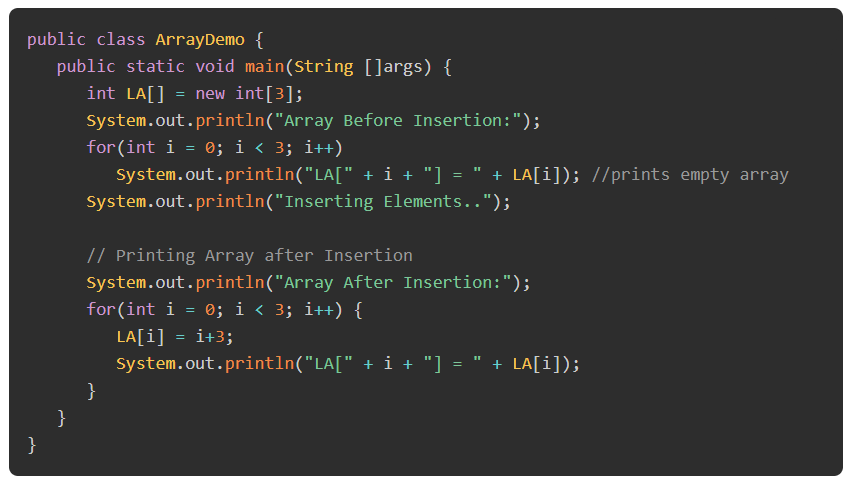 public class ArrayDemo {
   public static void main(String []args) {
      int LA[] = new int[3];
      System.out.println("Array Before Insertion:");
      for(int i = 0; i < 3; i++)
         System.out.println("LA[" + i + "] = " + LA[i]); //prints empty array
      System.out.println("Inserting Elements..");

      // Printing Array after Insertion
      System.out.println("Array After Insertion:");
      for(int i = 0; i < 3; i++) {
         LA[i] = i+3;
         System.out.println("LA[" + i + "] = " + LA[i]);
      }
   }
}